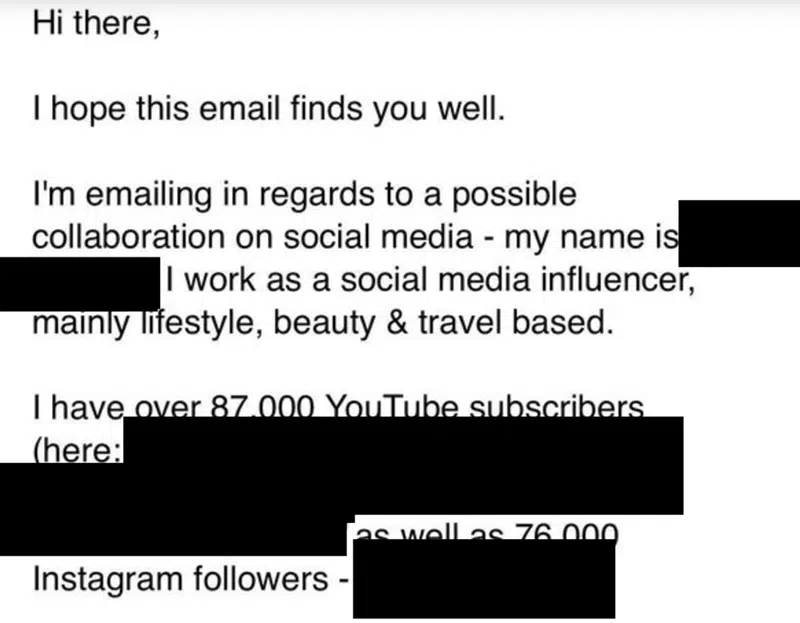 Hi there,
I hope this email finds you well.
I'm emailing in regards to a possible
collaboration on social media - my name is
I work as a social media influencer,
mainly lifestyle, beauty & travel based.
I have over 87,000 YouTube subscribers
(here:
as well as 76,000
Instagram followers -